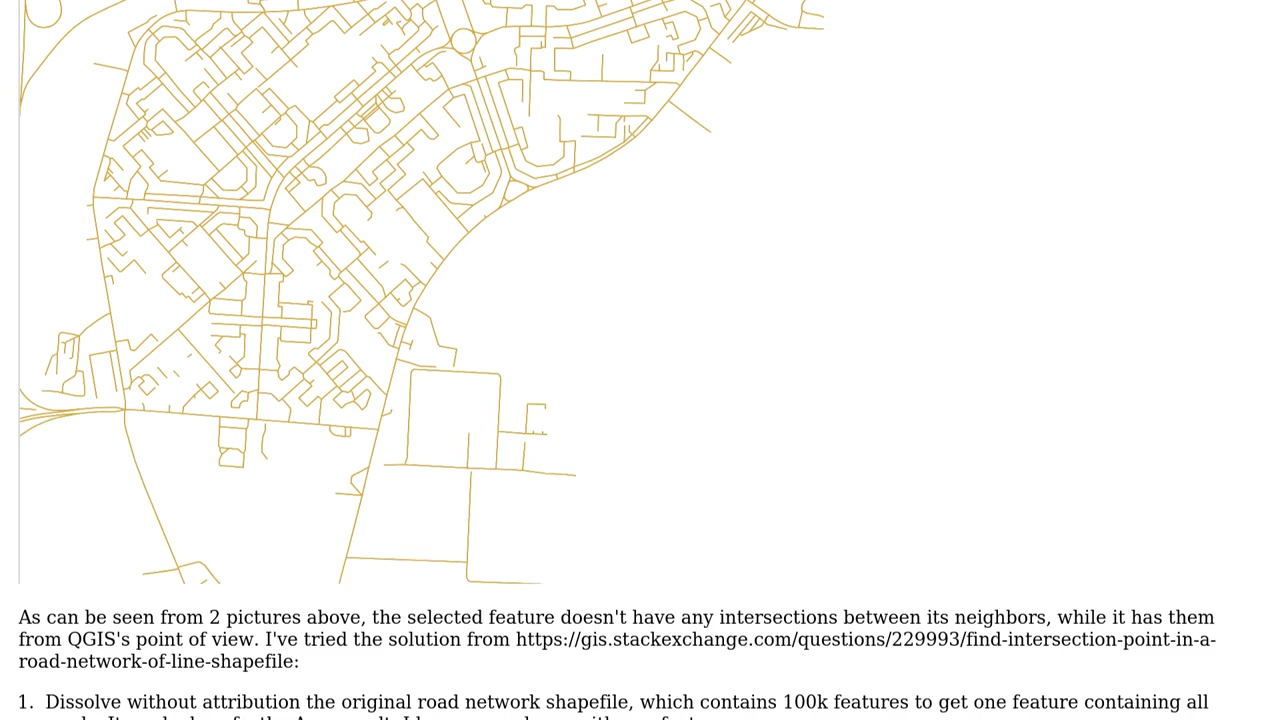 As can be seen from 2 pictures above, the selected feature doesn't have any intersections between its neighbors, while it has them
from QGIS's point of view. I've tried the solution from https://gis.stackexchange.com/questions/229993/find-intersection-point-in-a-
road-network-of-line-shapefile:
1. Dissolve without attribution the original road network shapefile, which contains 100k features to get one feature containing all